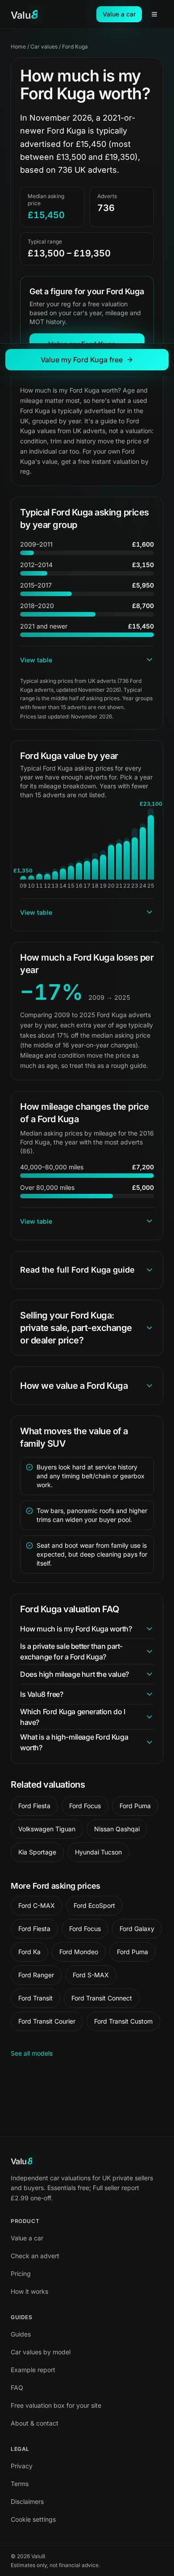 Valu8
Value a car
Home / Car values / Ford Kuga
How much is my
Ford Kuga worth?
In November 2026, a 2021-or-
newer Ford Kuga is typically
advertised for £15,450 (most
between £13,500 and £19,350),
based on 736 UK adverts.
Median asking
price
£15,450
Adverts
736
Typical range
£13,500 – £19,350
Get a figure for your Ford Kuga
Enter your reg for a free valuation
based on your car's age, mileage and
MOT history.
Value my Ford Kuga free →
How much is my Ford Kuga worth? Age and
mileage matter most, so here's what a used
Ford Kuga is typically advertised for in the
UK, by age group. It's a guide to Ford Kuga
values from UK adverts, not a valuation:
condition, trim and history move the price
of an individual car too. For your own Ford
Kuga's value, get a free instant valuation by
reg.
Typical Ford Kuga asking prices
by year group
2009–2011 £1,600
2012–2014 £3,150
2015–2017 £5,950
2018–2020 £8,700
2021 and newer £15,450
View table
Typical asking prices from UK adverts (736 Ford
Kuga adverts, updated November 2026). Typical
range is the middle half of asking prices. Year groups
with fewer than 15 adverts are not shown.
Prices last updated: November 2026.
Ford Kuga value by year
Typical Ford Kuga asking prices for every
year we have enough adverts for. Pick your
car for its mileage breakdown. Years with fewer
than 15 adverts are not listed.
£23,100
£1,350
09 10 11 12 13 14 15 16 17 18 19 20 21 22 23 24 25
View table
How much a Ford Kuga loses per
year
−17% 2009 → 2025
Comparing 2009 to 2025 Ford Kuga adverts
year by year, each extra year of age typically
takes about 17% off the median asking price
(the middle of 16 year-on-year changes).
Mileage and condition move the price as
much as age, so treat this as a rough guide.
How mileage changes the price
of a Ford Kuga
Median asking prices by mileage for the 2016
Ford Kuga, the year with the most adverts
(86).
40,000–80,000 miles £7,200
Over 80,000 miles £5,000
View table
Read the full Ford Kuga guide
Selling your Ford Kuga:
private sale, part-exchange
or dealer price?
How we value a Ford Kuga
What moves the value of a
family SUV
Buyers look hard at service history
and any timing belt/chain or gearbox
work.
Tow bars, panoramic roofs and higher
trims can widen your buyer pool.
Seat and boot wear from family use is
expected, but deep cleaning pays for
itself.
Ford Kuga valuation FAQ
How much is my Ford Kuga worth?
Is a private sale better than part-
exchange for a Ford Kuga?
Does high mileage hurt the value?
Is Valu8 free?
Which Ford Kuga generation do I
have?
What is a high-mileage Ford Kuga
worth?
Related valuations
Ford Fiesta Ford Focus Ford Puma
Volkswagen Tiguan Nissan Qashqai
Kia Sportage Hyundai Tucson
More Ford asking prices
Ford C-MAX Ford EcoSport
Ford Fiesta Ford Focus Ford Galaxy
Ford Ka Ford Mondeo Ford Puma
Ford Ranger Ford S-MAX
Ford Transit Ford Transit Connect
Ford Transit Courier Ford Transit Custom
See all models
Valu8
Independent car valuations for UK private sellers
and buyers. Essentials free; Full seller report
£2.99 one-off.
PRODUCT
Value a car
Check an advert
Pricing
How it works
GUIDES
Guides
Car values by model
Example report
FAQ
Free valuation box for your site
About & contact
LEGAL
Privacy
Terms
Disclaimers
Cookie settings
© 2026 Valu8
Estimates only, not financial advice.